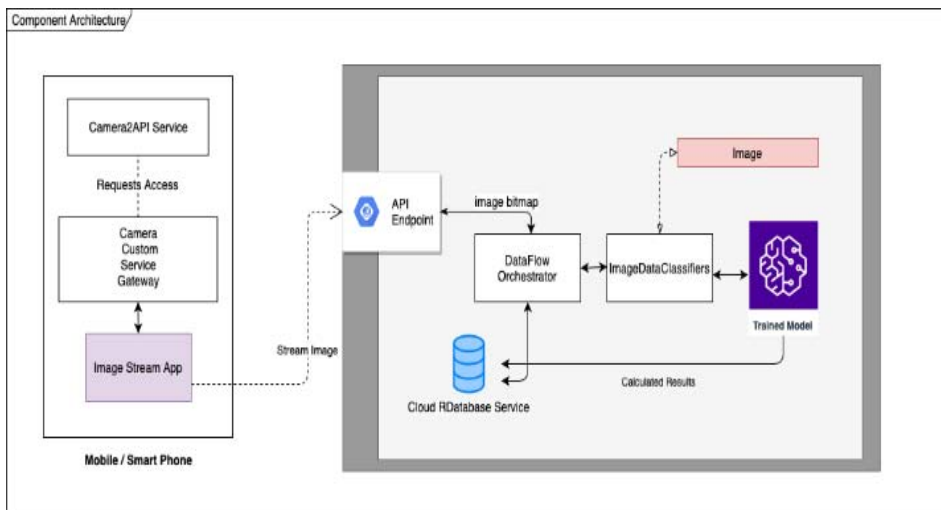 Component Architecture
Camera2API Service
Requests Access
Camera
Custom
Service
Gateway
Image Stream App
Mobile / Smart Phone
Stream Image
API
Endpoint
image bitmap
DataFlow
Orchestrator
ImageDataClassifiers
Image
Trained Model
Calculated Results
Cloud RDatabase Service